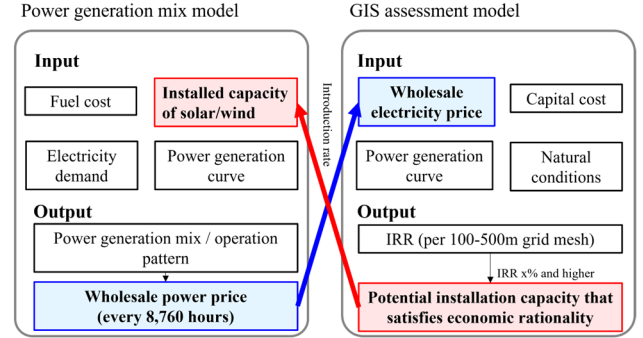 Power generation mix model
Input
Fuel cost
Installed capacity
of solar/wind
Electricity
demand
Power generation
curve
Output
Power generation mix / operation
pattern
Wholesale power price
(every 8,760 hours)
Introduction rate
GIS assessment model
Input
Wholesale
electricity price
Capital cost
Power generation
curve
Natural
conditions
Output
IRR (per 100-500m grid mesh)
IRR x% and higher
Potential installation capacity that
satisfies economic rationality